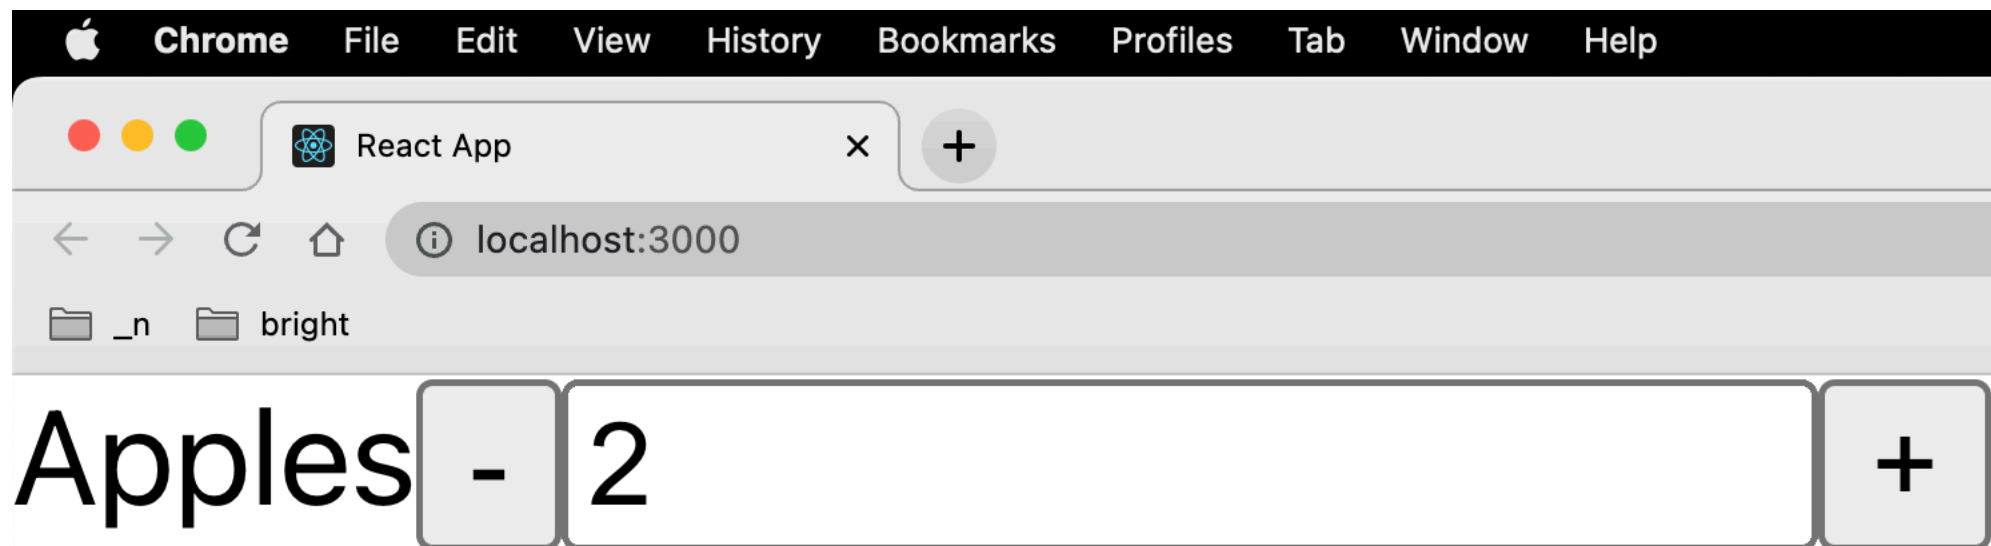 Chrome File Edit View History Bookmarks Profiles Tab Window Help
React App
localhost:3000
_n bright
Apples - 2 +